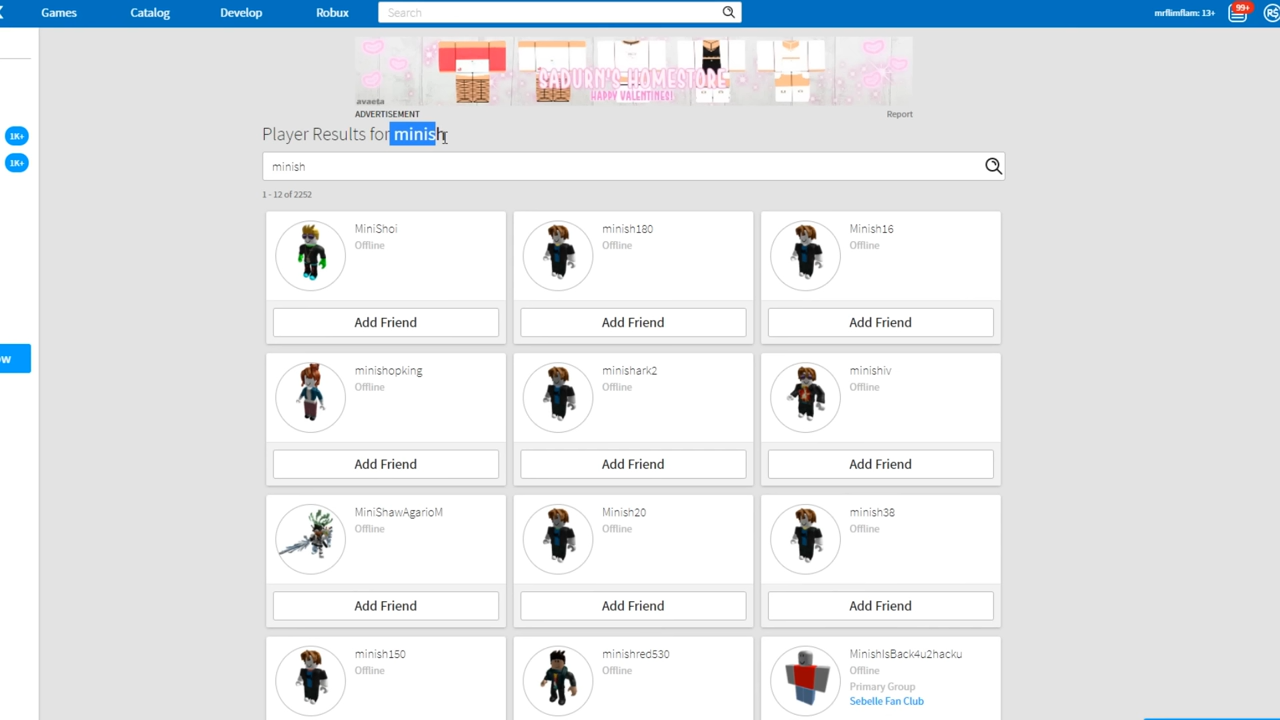 Games Catalog Develop Robux Search mrflimflam: 13+ 99+ R$
SADURN'S HOMESTORE
HAPPY VALENTINES!
avaeta
ADVERTISEMENT Report
Player Results for minish
1K+
minish
1K+
1 - 12 of 2252
MiniShoi minish180 Minish16
Offline Offline Offline
Add Friend Add Friend Add Friend
ow
minishopking minishark2 minishiv
Offline Offline Offline
Add Friend Add Friend Add Friend
MiniShawAgarioM Minish20 minish38
Offline Offline Offline
Add Friend Add Friend Add Friend
minish150 minishred530 MinishIsBack4u2hacku
Offline Offline Offline
Primary Group
Sebelle Fan Club